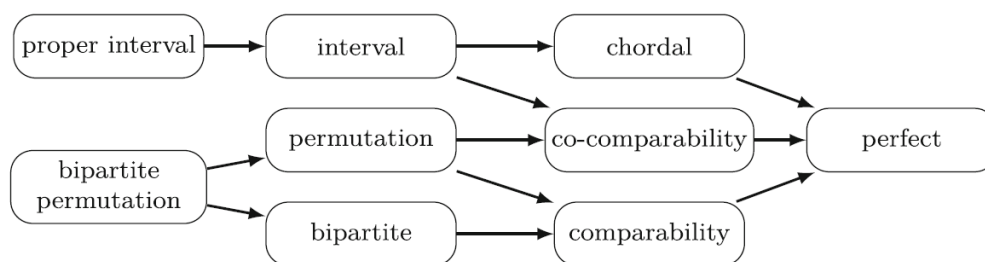 proper interval
interval
chordal
permutation
co-comparability
perfect
bipartite
permutation
bipartite
comparability